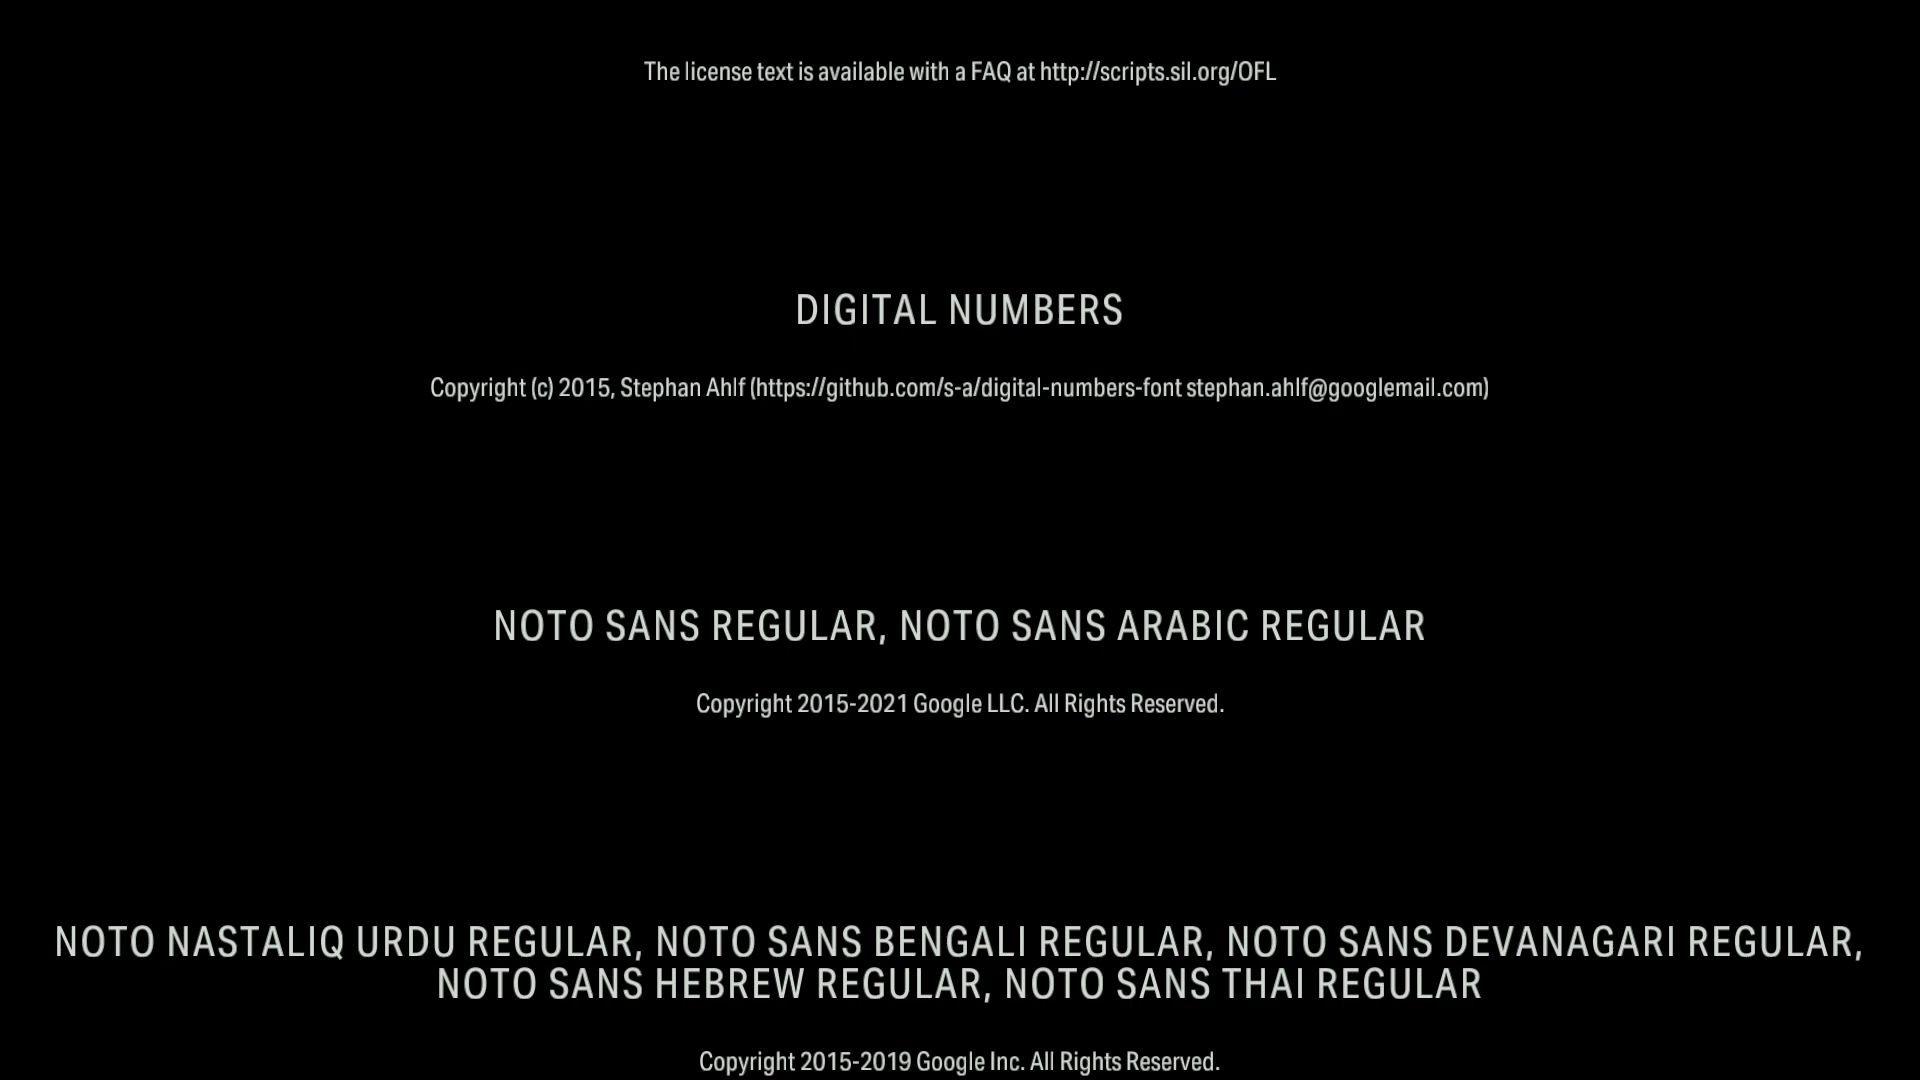 The license text is available with a FAQ at http://scripts.sil.org/OFL
DIGITAL NUMBERS
Copyright (c) 2015, Stephan Ahlf (https://github.com/s-a/digital-numbers-font stephan.ahlf@googlemail.com)
NOTO SANS REGULAR, NOTO SANS ARABIC REGULAR
Copyright 2015-2021 Google LLC. All Rights Reserved.
NOTO NASTALIQ URDU REGULAR, NOTO SANS BENGALI REGULAR, NOTO SANS DEVANAGARI REGULAR,
NOTO SANS HEBREW REGULAR, NOTO SANS THAI REGULAR
Copyright 2015-2019 Google Inc. All Rights Reserved.